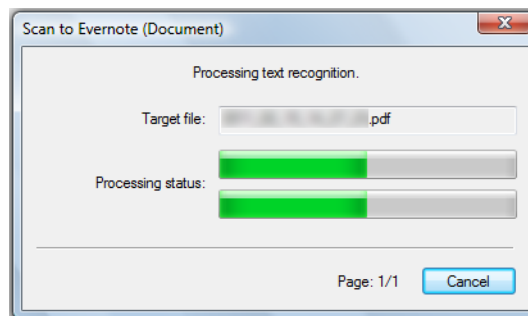 Scan to Evernote (Document)
Processing text recognition.
Target file: .pdf
Processing status:
Page: 1/1 Cancel